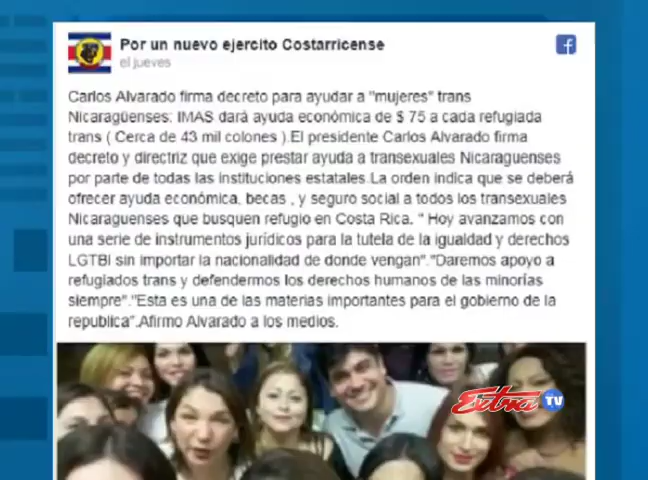 Por un nuevo ejercito Costarricense
el jueves
Carlos Alvarado firma decreto para ayudar a "mujeres" trans
Nicaragüenses: IMAS dará ayuda económica de $ 75 a cada refugiada
trans ( Cerca de 43 mil colones ).El presidente Carlos Alvarado firma
decreto y directriz que exige prestar ayuda a transexuales Nicaraguenses
por parte de todas las instituciones estatales.La orden indica que se deberá
ofrecer ayuda económica, becas , y seguro social a todos los transexuales
Nicaraguenses que busquen refugio en Costa Rica. " Hoy avanzamos con
una serie de instrumentos jurídicos para la tutela de la igualdad y derechos
LGTBI sin importar la nacionalidad de donde vengan"."Daremos apoyo a
refugiados trans y defendermos los derechos humanos de las minorías
siempre"."Esta es una de las materias importantes para el gobierno de la
republica".Afirmo Alvarado a los medios.
Extra TV